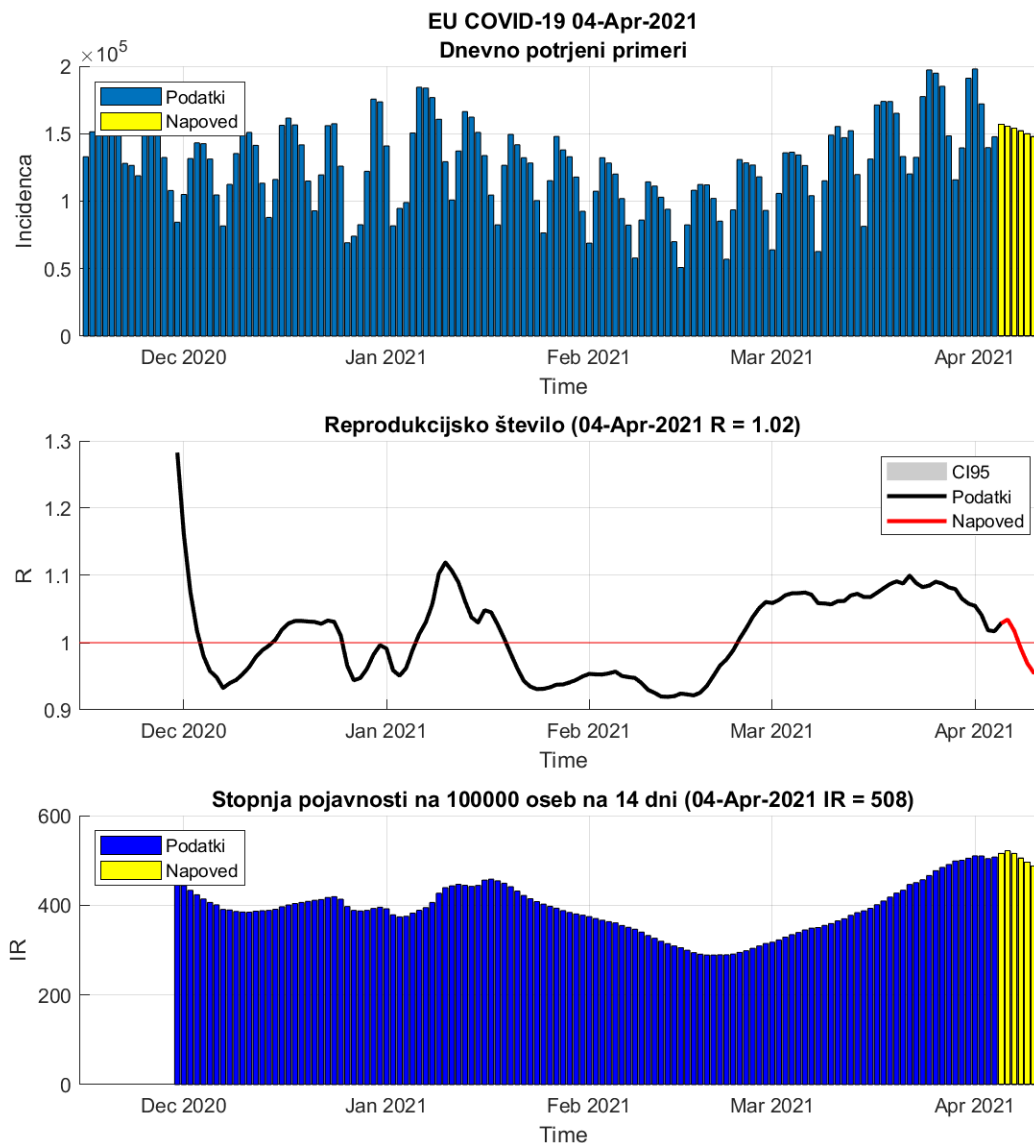 EU COVID-19 04-Apr-2021
Dnevno potrjeni primeri
×10⁵
2
1.5
1
0.5
0
Incidenca
Podatki
Napoved
Dec 2020 Jan 2021 Feb 2021 Mar 2021 Apr 2021
Time
Reprodukcijsko število (04-Apr-2021 R = 1.02)
1.3
1.2
1.1
1
0.9
R
CI95
Podatki
Napoved
Dec 2020 Jan 2021 Feb 2021 Mar 2021 Apr 2021
Time
Stopnja pojavnosti na 100000 oseb na 14 dni (04-Apr-2021 IR = 508)
600
400
200
0
IR
Podatki
Napoved
Dec 2020 Jan 2021 Feb 2021 Mar 2021 Apr 2021
Time